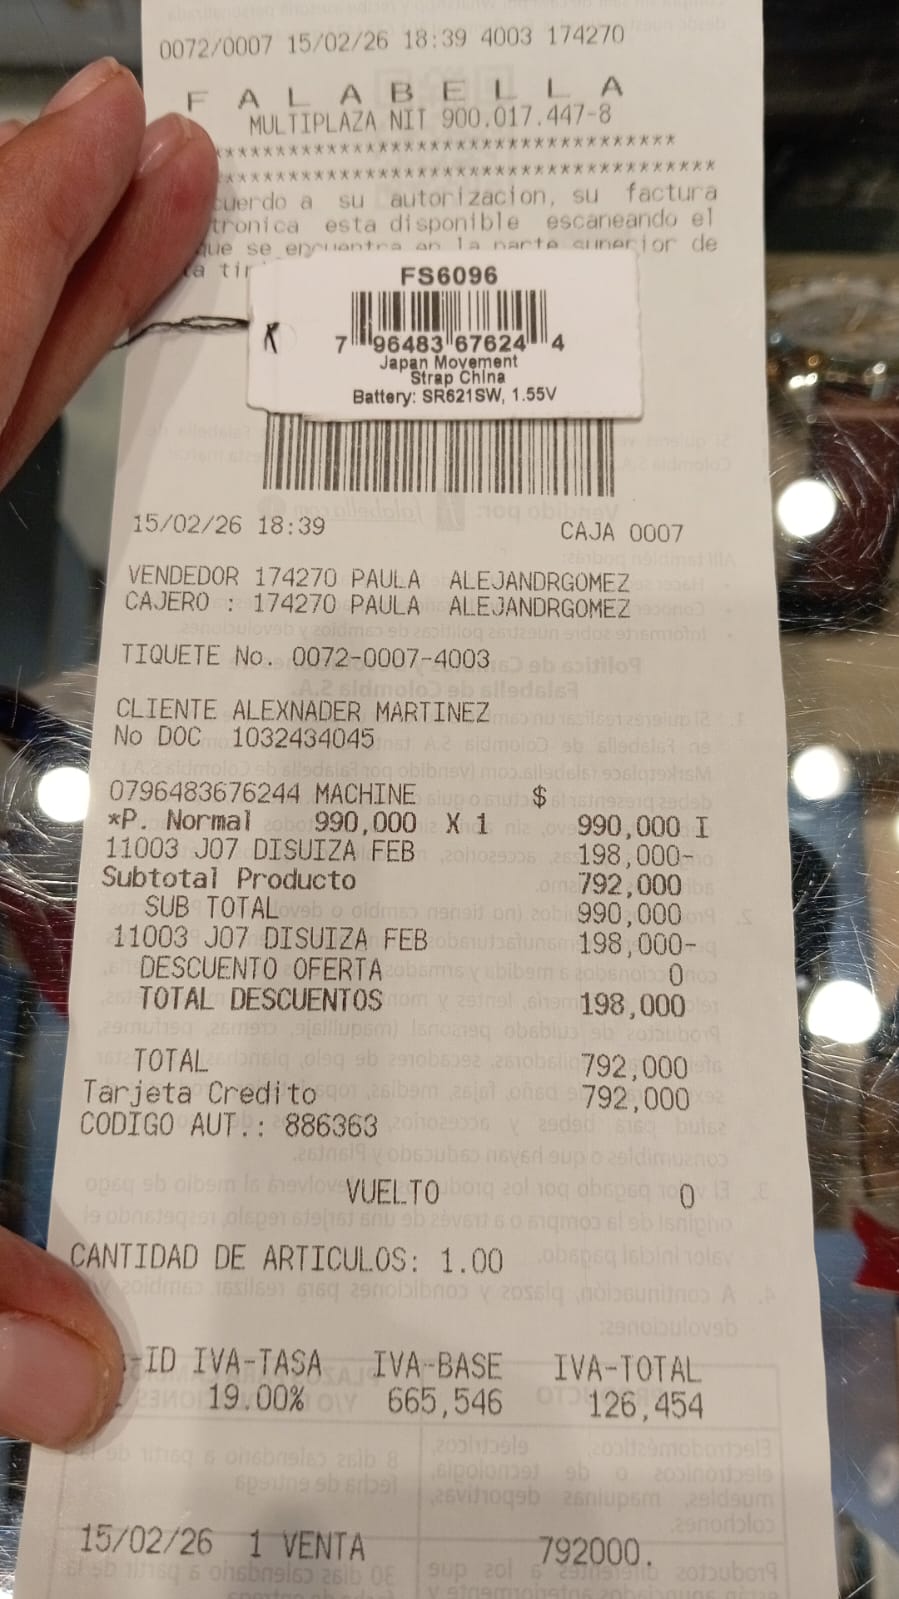 0072/0007 15/02/26 18:39 4003 174270
F A L A B E L L A
MULTIPLAZA NIT 900.017.447-8
**************************************
**************************************
cuerdo a su autorizacion, su factura
tronica esta disponible escaneando el
que se encuentra en la parte superior de
FS6096
7 96483 67624 4
Japan Movement
Strap China
Battery: SR621SW, 1.55V
15/02/26 18:39 CAJA 0007
VENDEDOR 174270 PAULA ALEJANDRGOMEZ
CAJERO : 174270 PAULA ALEJANDRGOMEZ
TIQUETE No. 0072-0007-4003
CLIENTE ALEXNADER MARTINEZ
No DOC 1032434045
0796483676244 MACHINE $
*P. Normal 990,000 X 1 990,000 I
11003 J07 DISUIZA FEB 198,000-
Subtotal Producto 792,000
SUB TOTAL 990,000
11003 J07 DISUIZA FEB 198,000-
DESCUENTO OFERTA 0
TOTAL DESCUENTOS 198,000
TOTAL 792,000
Tarjeta Credito 792,000
CODIGO AUT.: 886363
VUELTO 0
CANTIDAD DE ARTICULOS: 1.00
-ID IVA-TASA IVA-BASE IVA-TOTAL
19.00% 665,546 126,454
15/02/26 1 VENTA 792000.